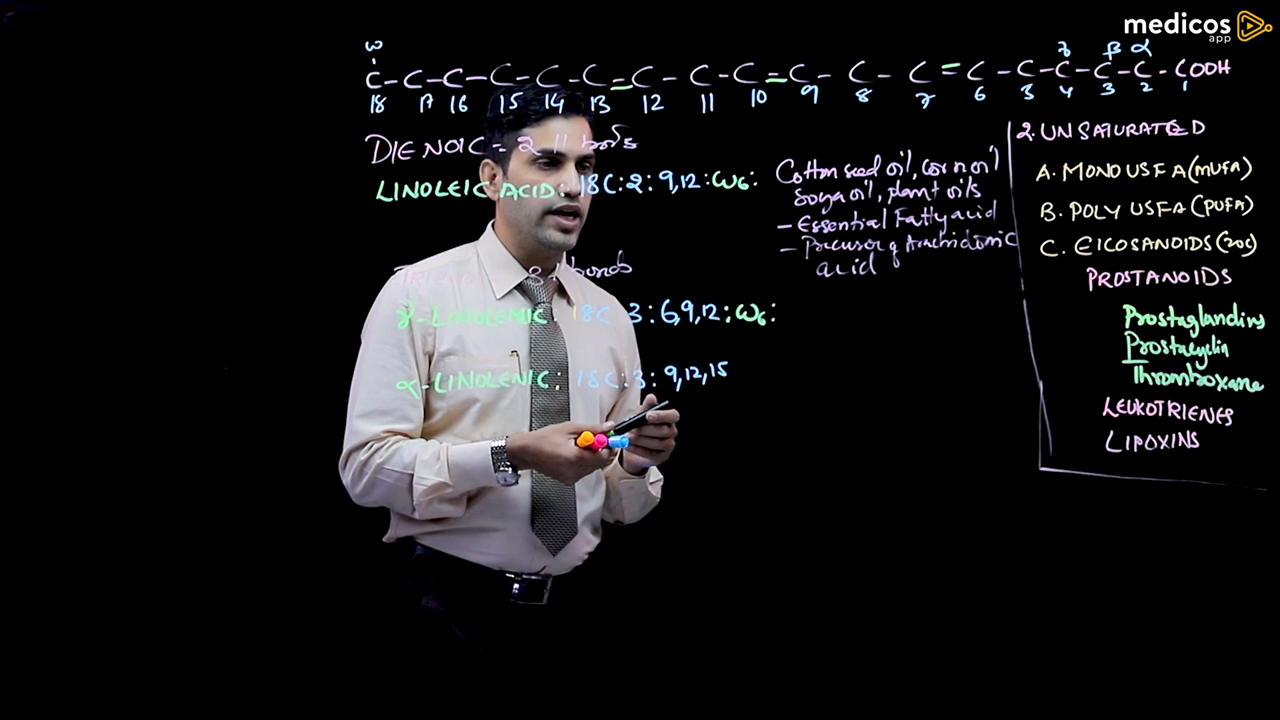 medicos
app
ω γ β α
C-C-C-C-C-C=C-C-C=C-C-C=C-C-C-C-C-COOH
18 17 16 15 14 13 12 11 10 9 8 7 6 5 4 3 2 1
DIENOIC = 2 || bonds
LINOLEIC ACID: 18C:2:9,12:ω6:
Cotton seed oil, corn oil
Soya oil, plant oils
- Essential Fatty acid
- Precusor of Arachidonic
acid
bonds
γ-LINOLENIC: 18C:3:6,9,12:ω6:
α-LINOLENIC: 18C:3:9,12,15
2. UNSATURATED
A. MONO USFA (MUFA)
B. POLY USFA (PUFA)
C. EICOSANOIDS (20C)
PROSTANOIDS
Prostaglandins
Prostacyclin
Thromboxane
LEUKOTRIENES
LIPOXINS